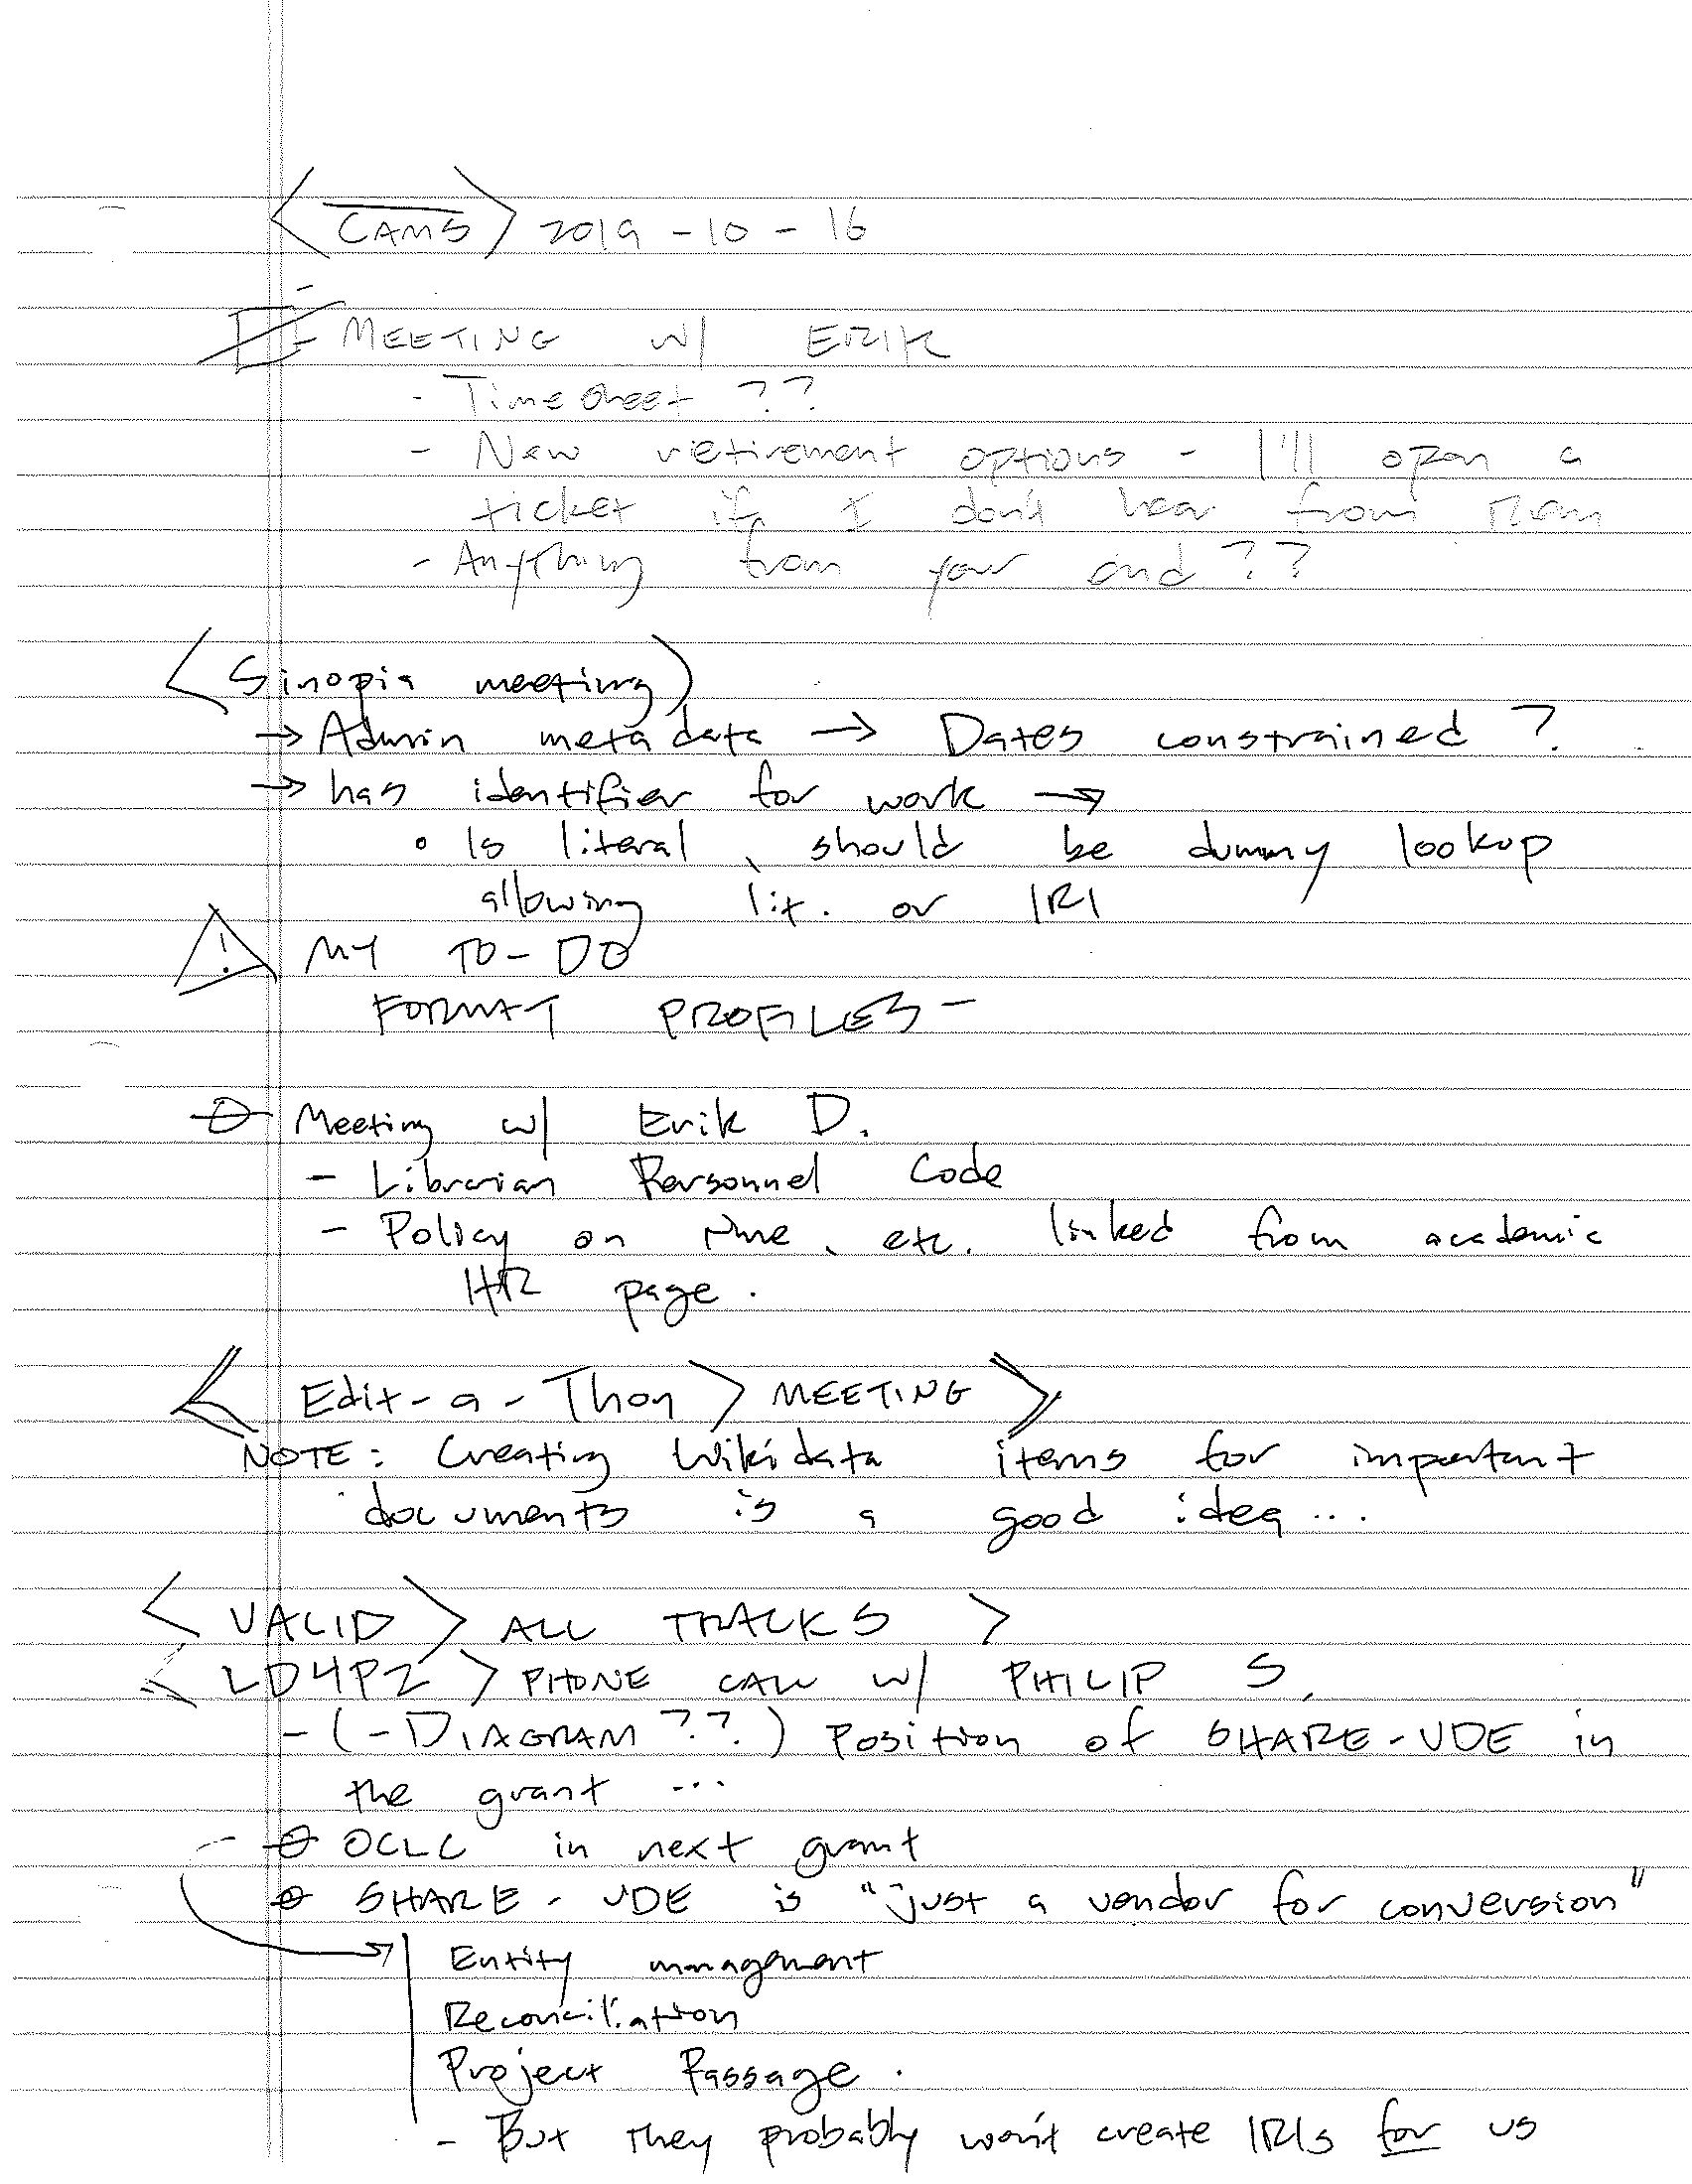 <CAMS> 2019-10-16
MEETING w/ ERIK
- Timesheet ??
- New retirement options - I'll open a
ticket if I don't hear from them
- Anything from your end ??
<Sinopia meeting>
→ Admin metadata → Dates constrained ?
→ has identifier for work →
• Is literal, should be dummy lookup
allowing lit. or IRI
! MY TO-DO
FORMAT PROFILES -
Meeting w/ Erik D.
- Librarian Personnel Code
- Policy on time, etc. linked from academic
HR page.
< Edit-a-Thon > MEETING >
NOTE: Creating Wikidata items for important
documents is a good idea...
< VALID > ALL TRACKS >
< LD4P2 > PHONE CALL w/ PHILIP S.
- (-DIAGRAM ??) Position of SHARE-VDE in
the grant ...
OCLC in next grant
SHARE-VDE is "just a vendor for conversion"
→ Entity management
Reconciliation
Project Passage.
- But they probably won't create IRIs for us